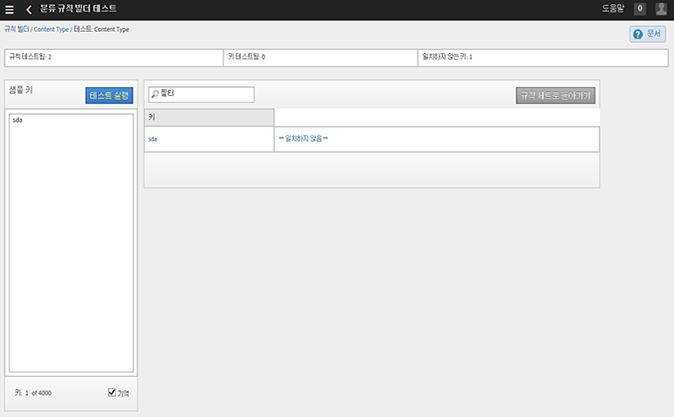 분류 규칙 빌더 테스트
도움말 0
규칙 빌더 / Content Type / 테스트: Content Type
문서
규칙 테스트됨: 2
키 테스트됨: 0
일치하지 않는 키: 1
샘플 키
테스트 실행
필터
규칙 세트로 돌아가기
sda
키
sda
** 일치하지 않음 **
키: 1 of 4000
기억